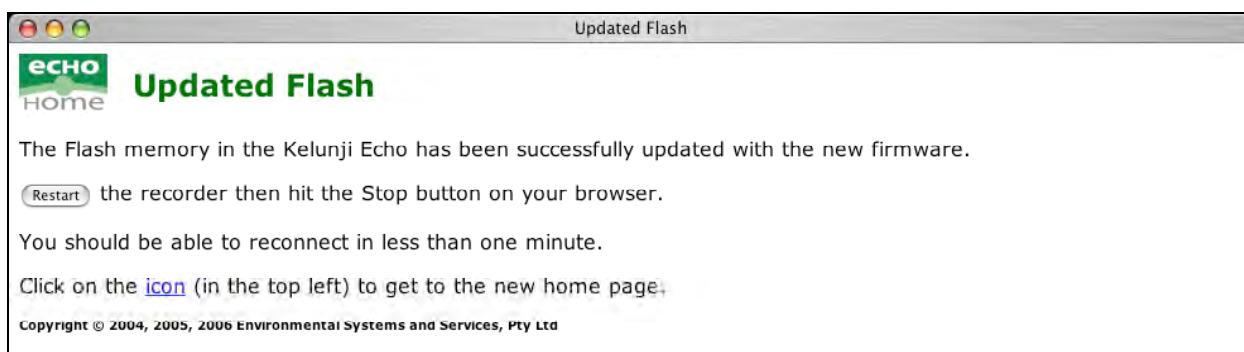 Updated Flash
ecHO
Home
Updated Flash
The Flash memory in the Kelunji Echo has been successfully updated with the new firmware.
Restart the recorder then hit the Stop button on your browser.
You should be able to reconnect in less than one minute.
Click on the icon (in the top left) to get to the new home page.
Copyright © 2004, 2005, 2006 Environmental Systems and Services, Pty Ltd